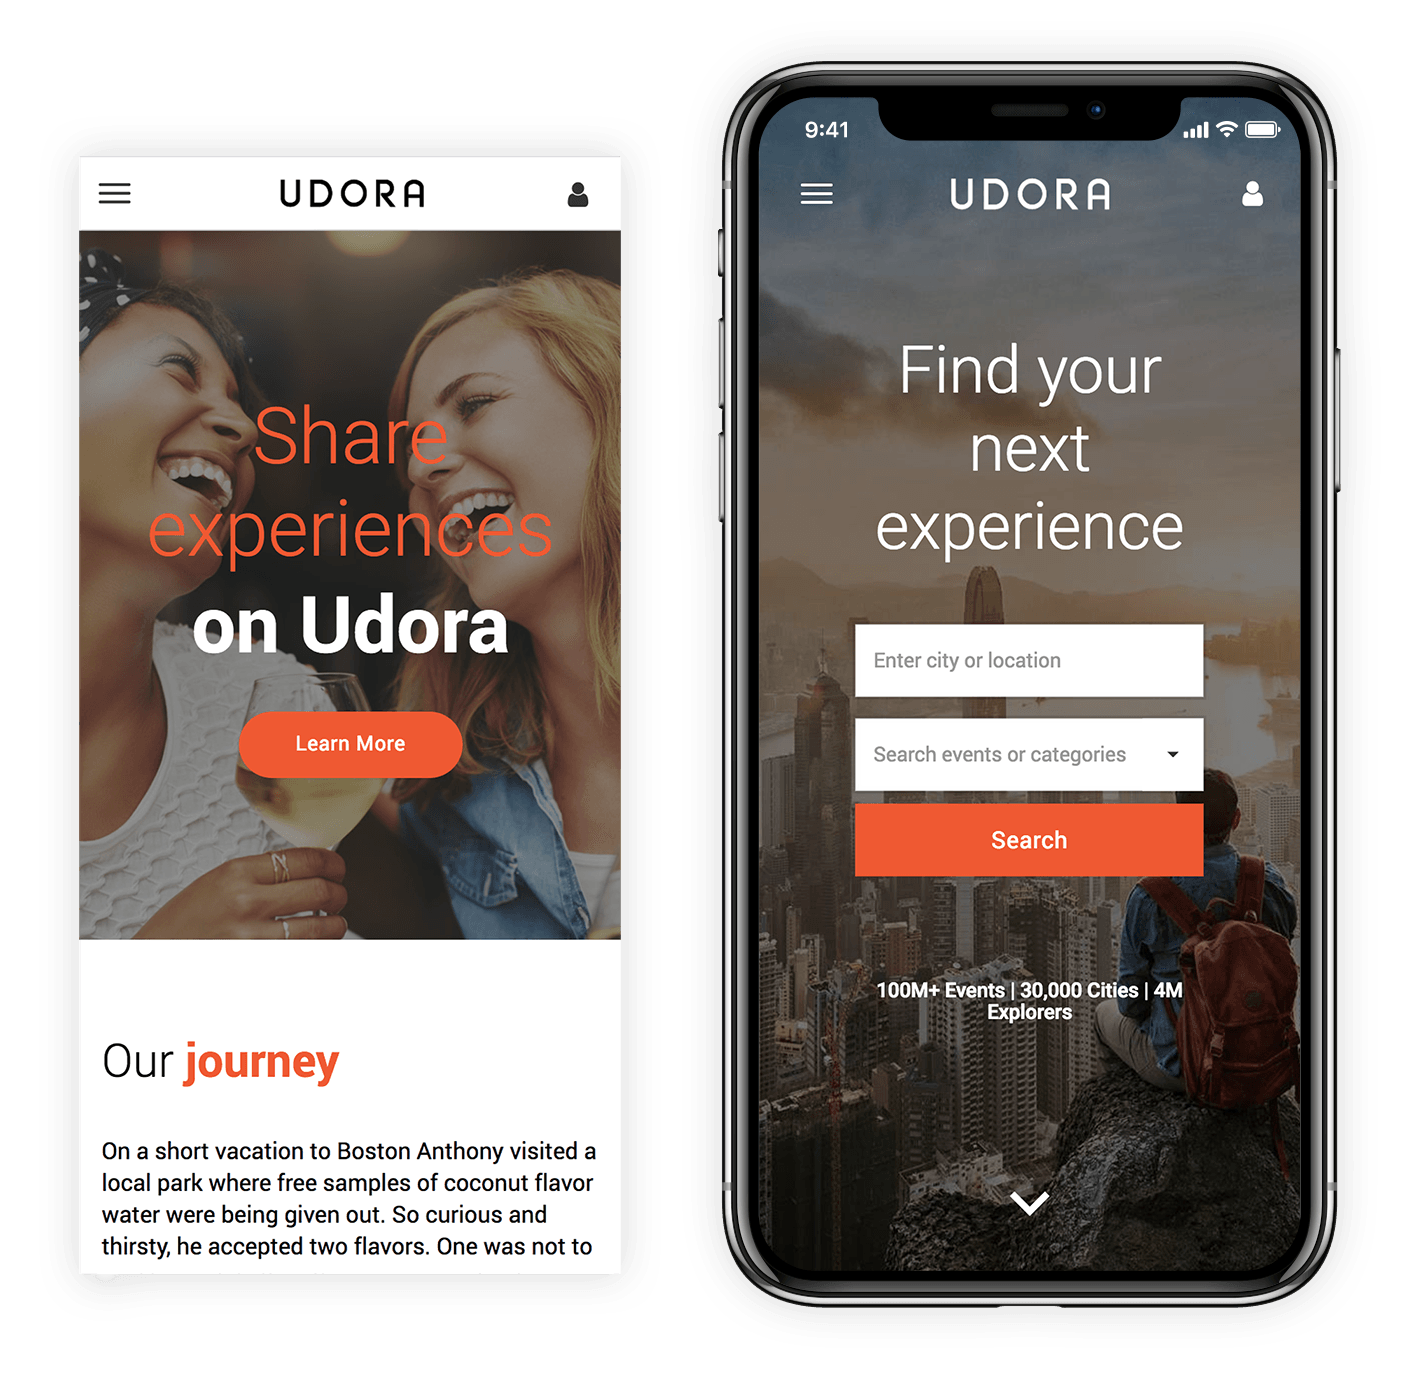 UDORA
Share
experiences
on Udora
Learn More
Our journey
On a short vacation to Boston Anthony visited a
local park where free samples of coconut flavor
water were being given out. So curious and
thirsty, he accepted two flavors. One was not to
9:41
UDORA
Find your
next
experience
Enter city or location
Search events or categories
Search
100M+ Events | 30,000 Cities | 4M
Explorers